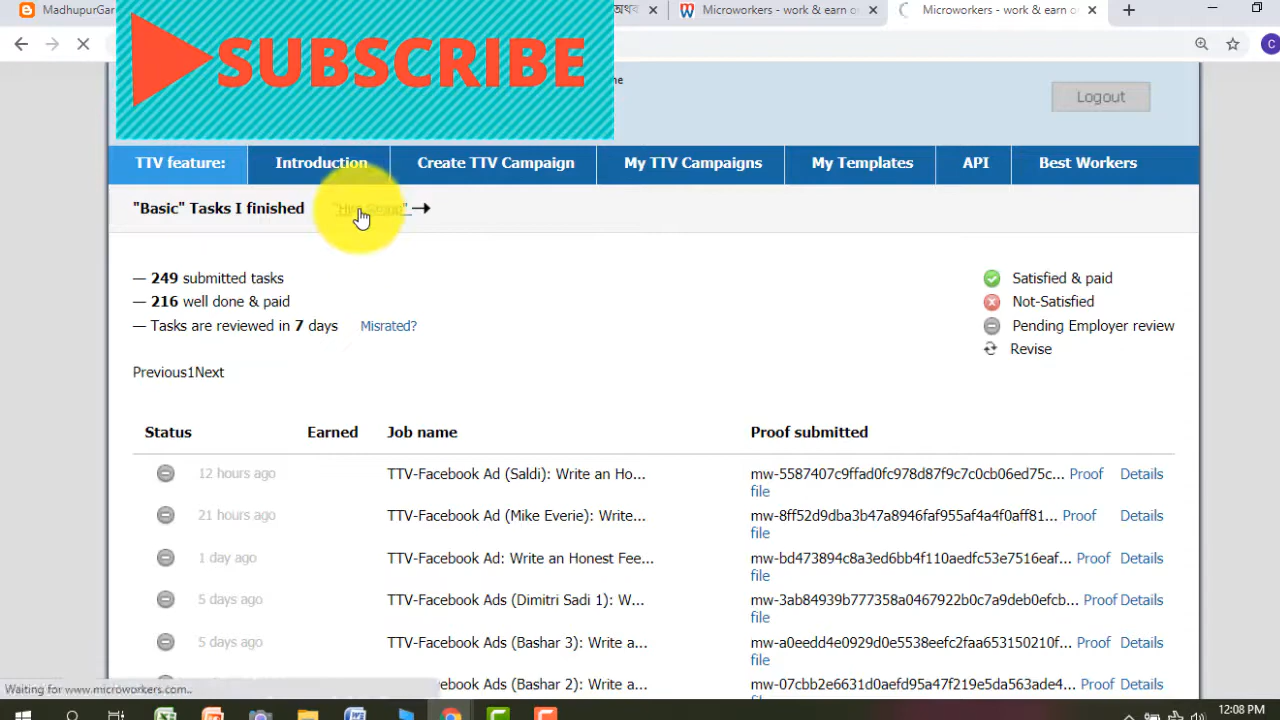 MadhupurGar
অথব
Microworkers - work & earn o
Microworkers - work & earn o
SUBSCRIBE
me
Logout
TTV feature: Introduction Create TTV Campaign My TTV Campaigns My Templates API Best Workers
"Basic" Tasks I finished "Hire Group"
— 249 submitted tasks
— 216 well done & paid
— Tasks are reviewed in 7 days Misrated?
Satisfied & paid
Not-Satisfied
Pending Employer review
Revise
Previous1Next
Status Earned Job name Proof submitted
12 hours ago TTV-Facebook Ad (Saldi): Write an Ho... mw-5587407c9ffad0fc978d87f9c7c0cb06ed75c... Proof Details
file
21 hours ago TTV-Facebook Ad (Mike Everie): Write... mw-8ff52d9dba3b47a8946faf955af4a4f0aff81... Proof Details
file
1 day ago TTV-Facebook Ad: Write an Honest Fee... mw-bd473894c8a3ed6bb4f110aedfc53e7516eaf... Proof Details
file
5 days ago TTV-Facebook Ads (Dimitri Sadi 1): W... mw-3ab84939b777358a0467922b0c7a9deb0efcb... Proof Details
file
5 days ago TTV-Facebook Ads (Bashar 3): Write a... mw-a0eedd4e0929d0e5538eefc2faa653150210f... Proof Details
file
cebook Ads (Bashar 2): Write a... mw-07cbb2e6631d0aefd95a47f219e5da563ade4... Proof Details
Waiting for www.microworkers.com...
12:08 PM